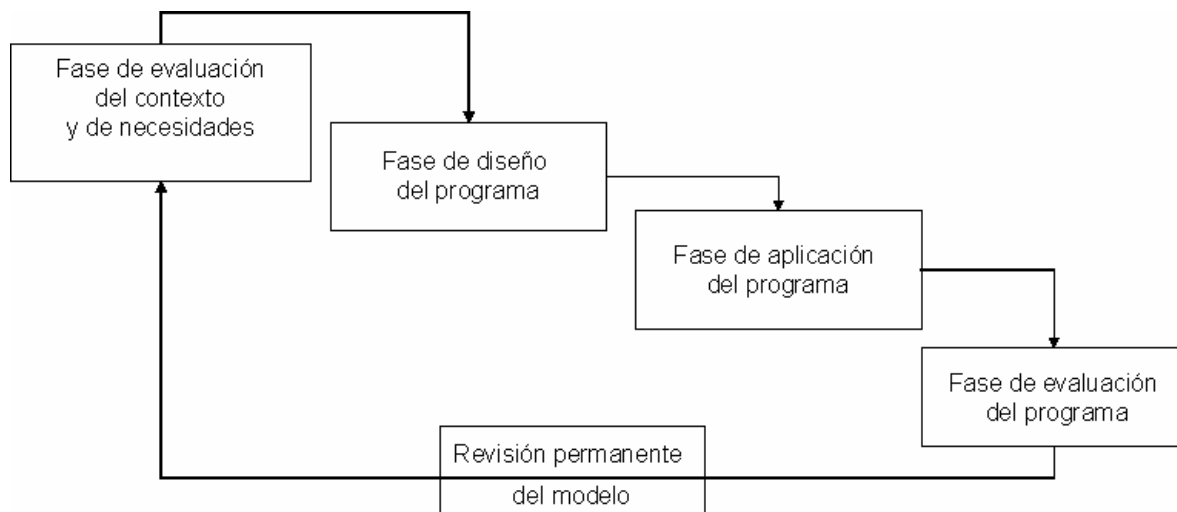 Fase de evaluación
del contexto
y de necesidades
Fase de diseño
del programa
Fase de aplicación
del programa
Fase de evaluación
del programa
Revisión permanente
del modelo